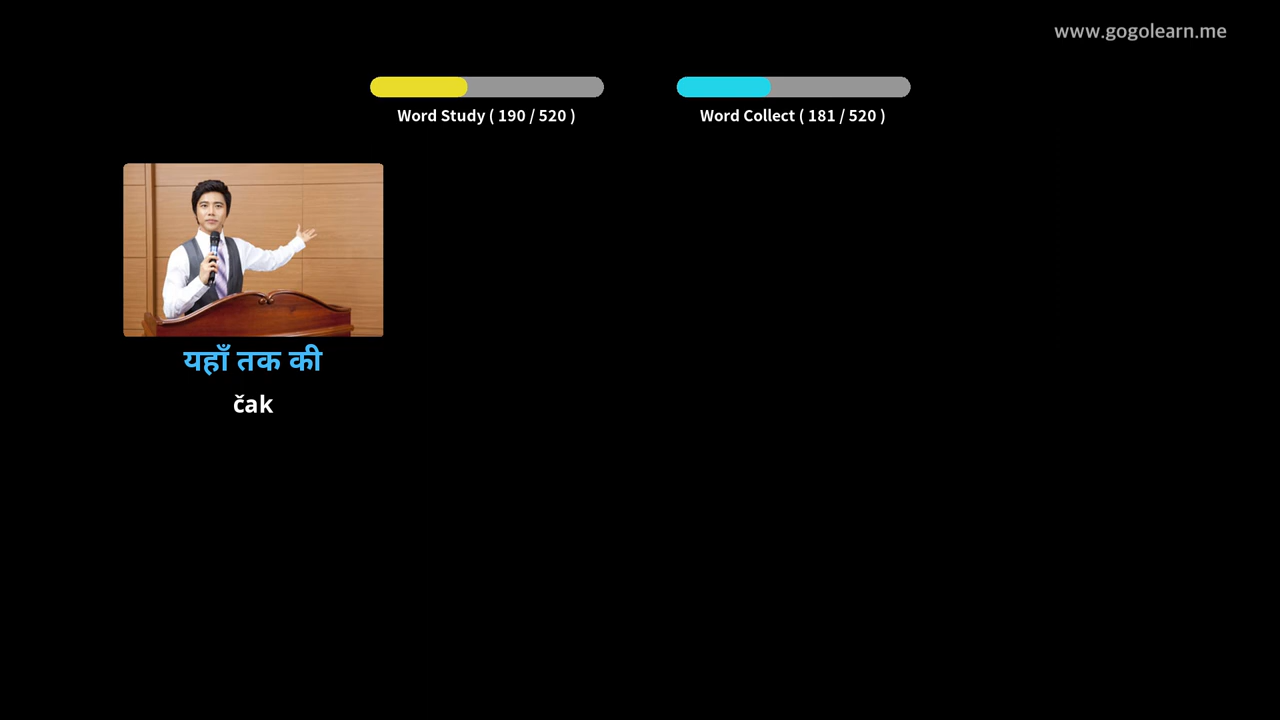 www.gogolearn.me
Word Study ( 190 / 520 )
Word Collect ( 181 / 520 )
यहाँ तक की
čak